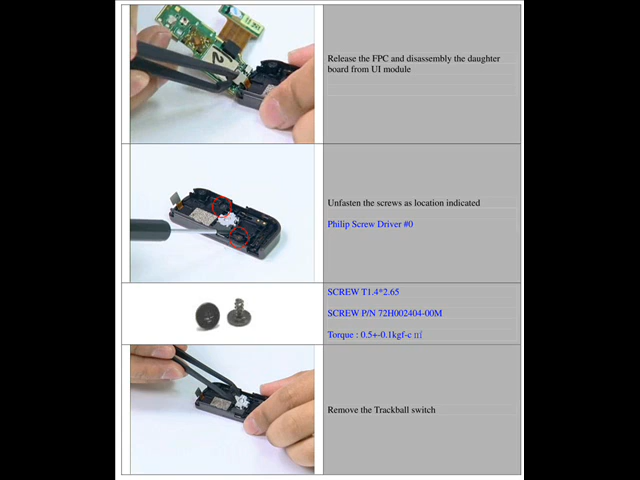 Release the FPC and disassembly the daughter
board from UI module
2
Unfasten the screws as location indicated
Philip Screw Driver #0
SCREW T1.4*2.65
SCREW P/N 72H002404-00M
Torque : 0.5+-0.1kgf-c
Remove the Trackball switch